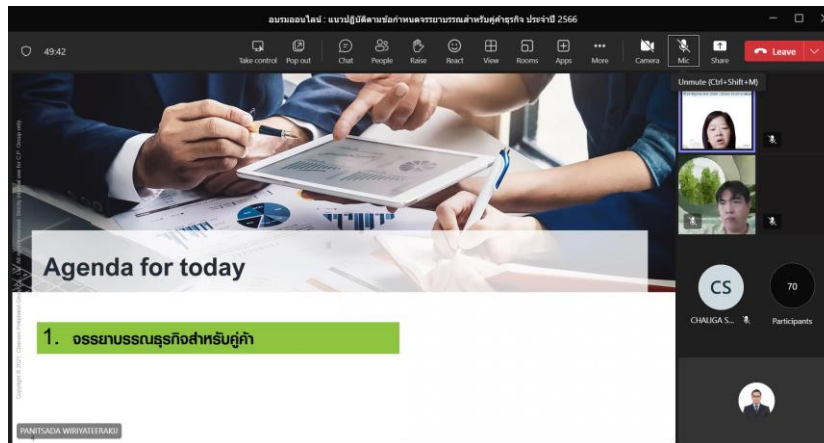 อบรมออนไลน์ : แนวปฏิบัติตามข้อกำหนดจรรยาบรรณสำหรับคู่ค้าธุรกิจ ประจำปี 2566
49:42
Take control
Pop out
Chat
People
Raise
React
View
Rooms
Apps
More
Camera
Mic
Share
Leave
Unmute (Ctrl+Shift+M)
Agenda for today
1. จรรยาบรรณธุรกิจสำหรับคู่ค้า
CS
CHALIGA S...
70
Participants
PANITSADA WIRIYATEERAKU